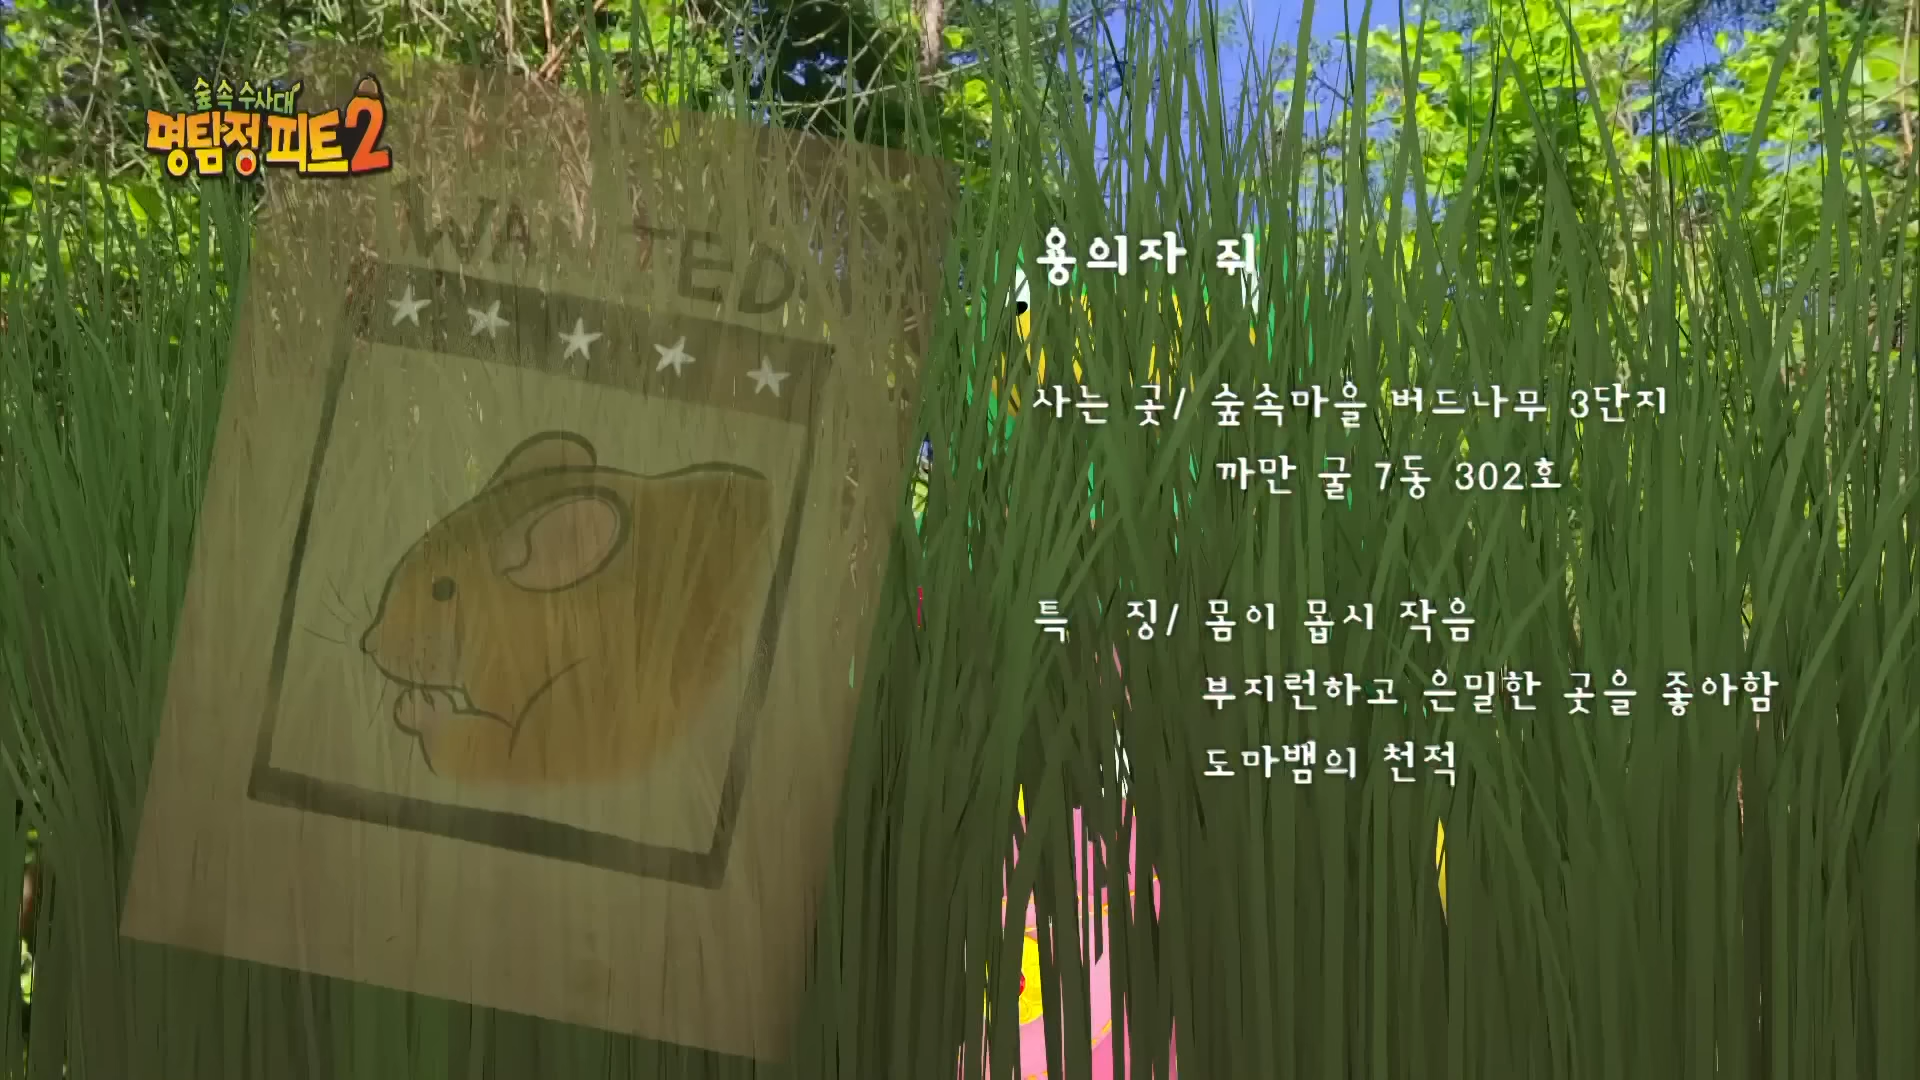 숲속 수사대
명탐정 피트2
WANTED
용의자 쥐
사는 곳/ 숲속마을 버드나무 3단지
까만 굴 7동 302호
특 징/ 몸이 몹시 작음
부지런하고 은밀한 곳을 좋아함
도마뱀의 천적